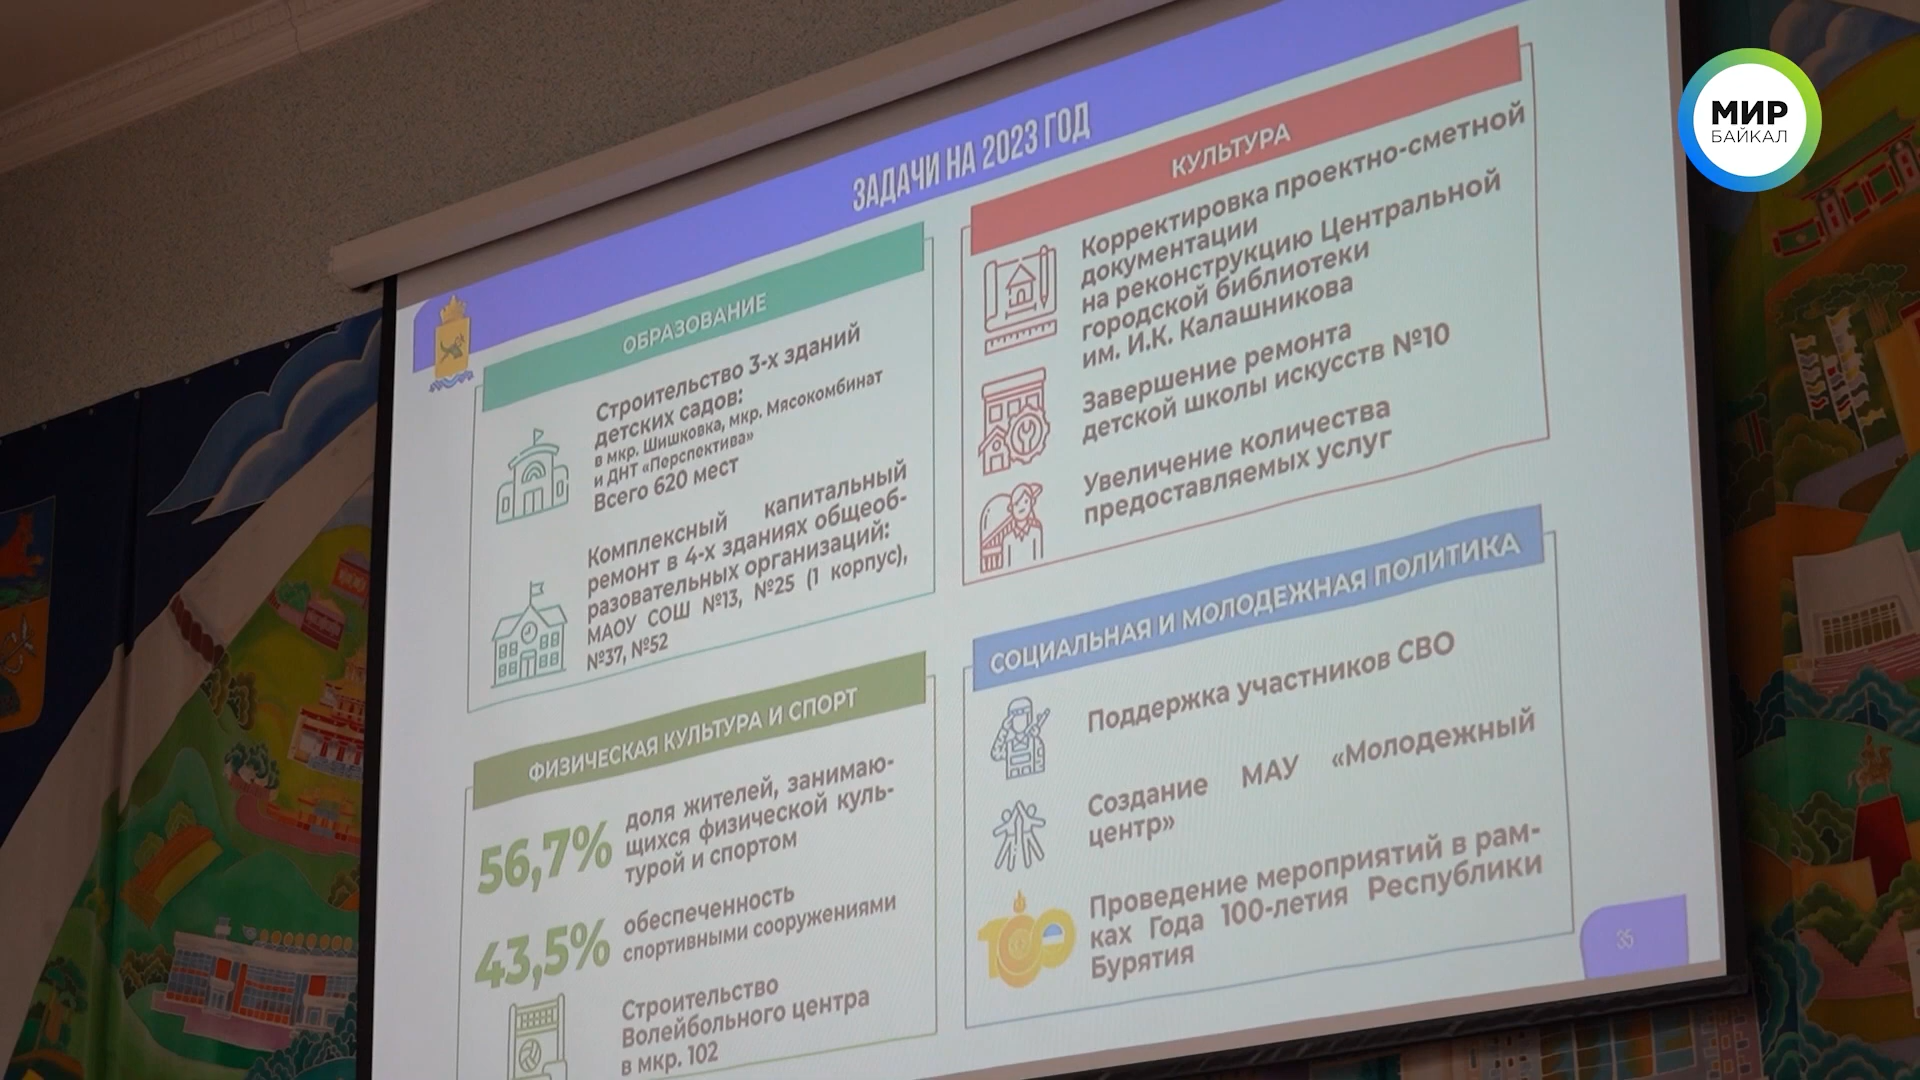 МИР
БАЙКАЛ
ЗАДАЧИ НА 2023 ГОД
ОБРАЗОВАНИЕ
Строительство 3-х зданий
детских садов:
в мкр. Шишковка, мкр. Мясокомбинат
и ДНТ «Перспектива»
Всего 620 мест
Комплексный капитальный
ремонт в 4-х зданиях общеоб-
разовательных организаций:
МАОУ СОШ №13, №25 (1 корпус),
№37, №52
КУЛЬТУРА
Корректировка проектно-сметной
документации
на реконструкцию Центральной
городской библиотеки
им. И.К. Калашникова
Завершение ремонта
детской школы искусств №10
Увеличение количества
предоставляемых услуг
ФИЗИЧЕСКАЯ КУЛЬТУРА И СПОРТ
56,7%
доля жителей, занимаю-
щихся физической куль-
турой и спортом
43,5%
обеспеченность
спортивными сооружениями
Строительство
Волейбольного центра
в мкр. 102
СОЦИАЛЬНАЯ И МОЛОДЕЖНАЯ ПОЛИТИКА
Поддержка участников СВО
Создание МАУ «Молодежный
центр»
100
Проведение мероприятий в рам-
ках Года 100-летия Республики
Бурятия
35